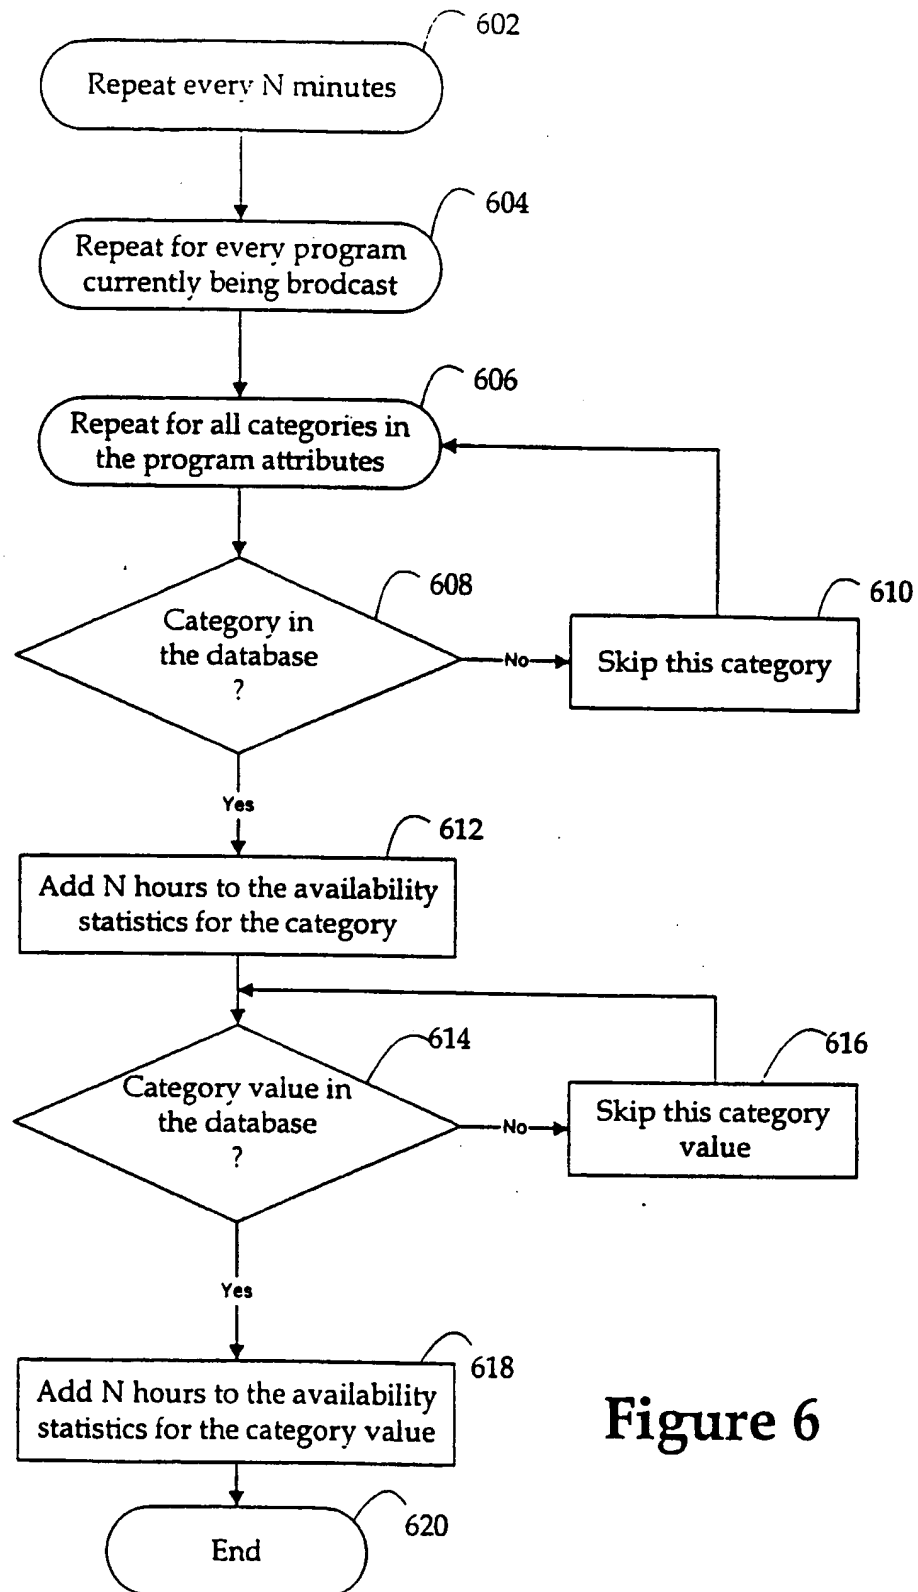 602
Repeat every N minutes
604
Repeat for every program
currently being brodcast
606
Repeat for all categories in
the program attributes
608
Category in
the database
?
No
610
Skip this category
Yes
612
Add N hours to the availability
statistics for the category
614
Category value in
the database
?
No
616
Skip this category
value
Yes
618
Add N hours to the availability
statistics for the category value
Figure 6
620
End